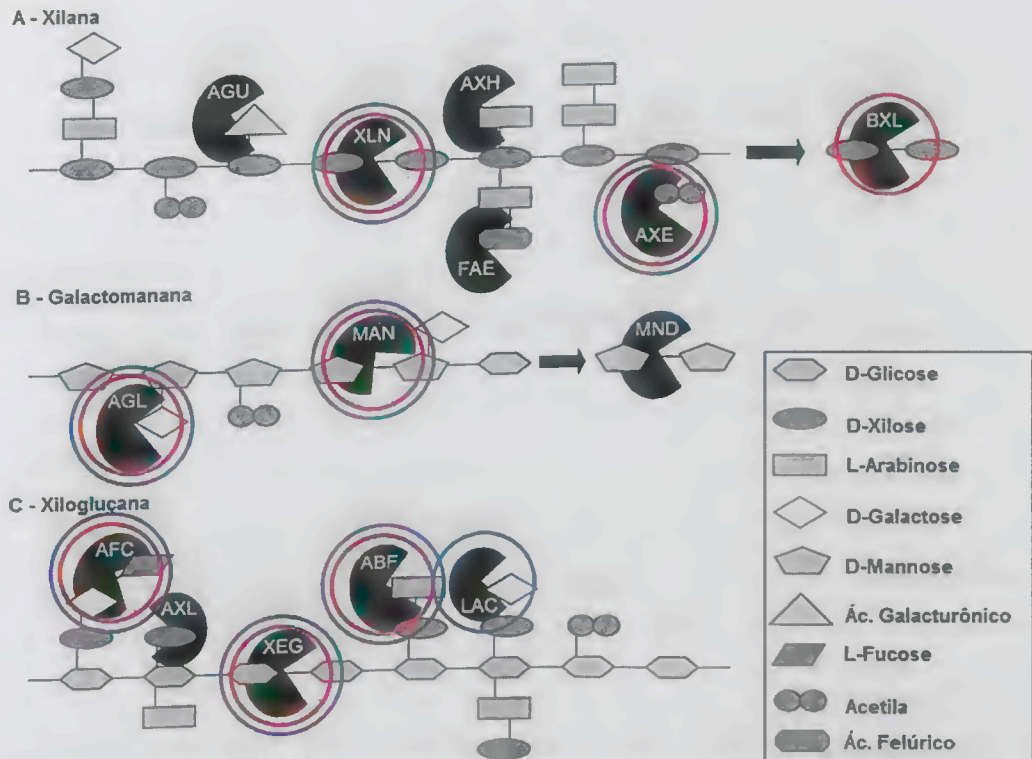 A - Xilana
AGU
XLN
AXH
FAE
AXE
BXL
B - Galactomanana
AGL
MAN
MND
C - Xiloglucana
AFC
AXL
XEG
ABF
LAC
D-Glicose
D-Xilose
L-Arabinose
D-Galactose
D-Mannose
Ác. Galacturônico
L-Fucose
Acetila
Ác. Felúrico